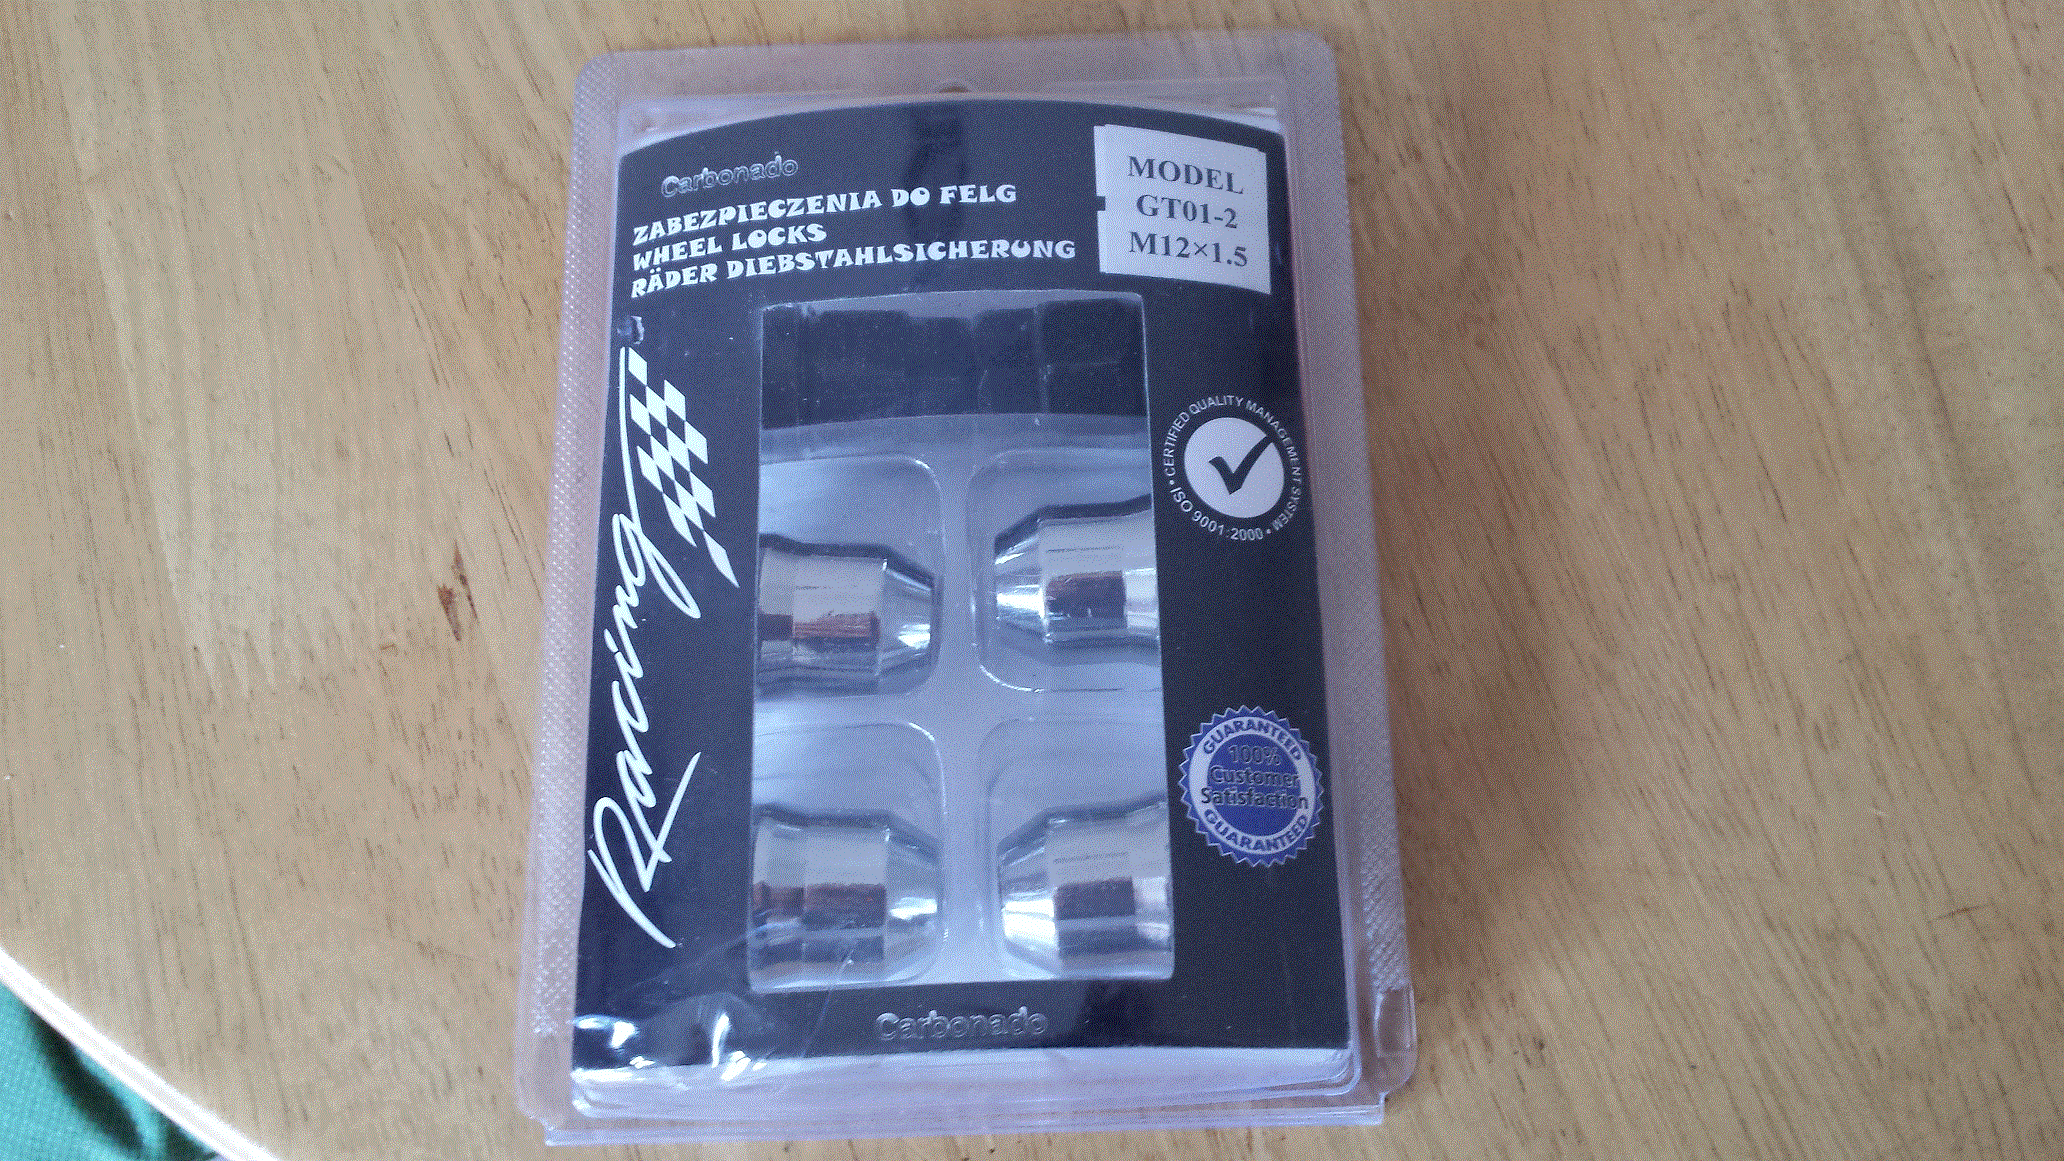 Carbonado
ZABEZPIECZENIA DO FELG
WHEEL LOCKS
RÄDER DIEBSTAHLSICHERUNG
MODEL
GT01-2
M12×1.5
Racing
• CERTIFIED QUALITY MANAGEMENT SYSTEM •
ISO 9001:2000
GUARANTEED
100%
Customer
Satisfaction
GUARANTEED
Carbonado